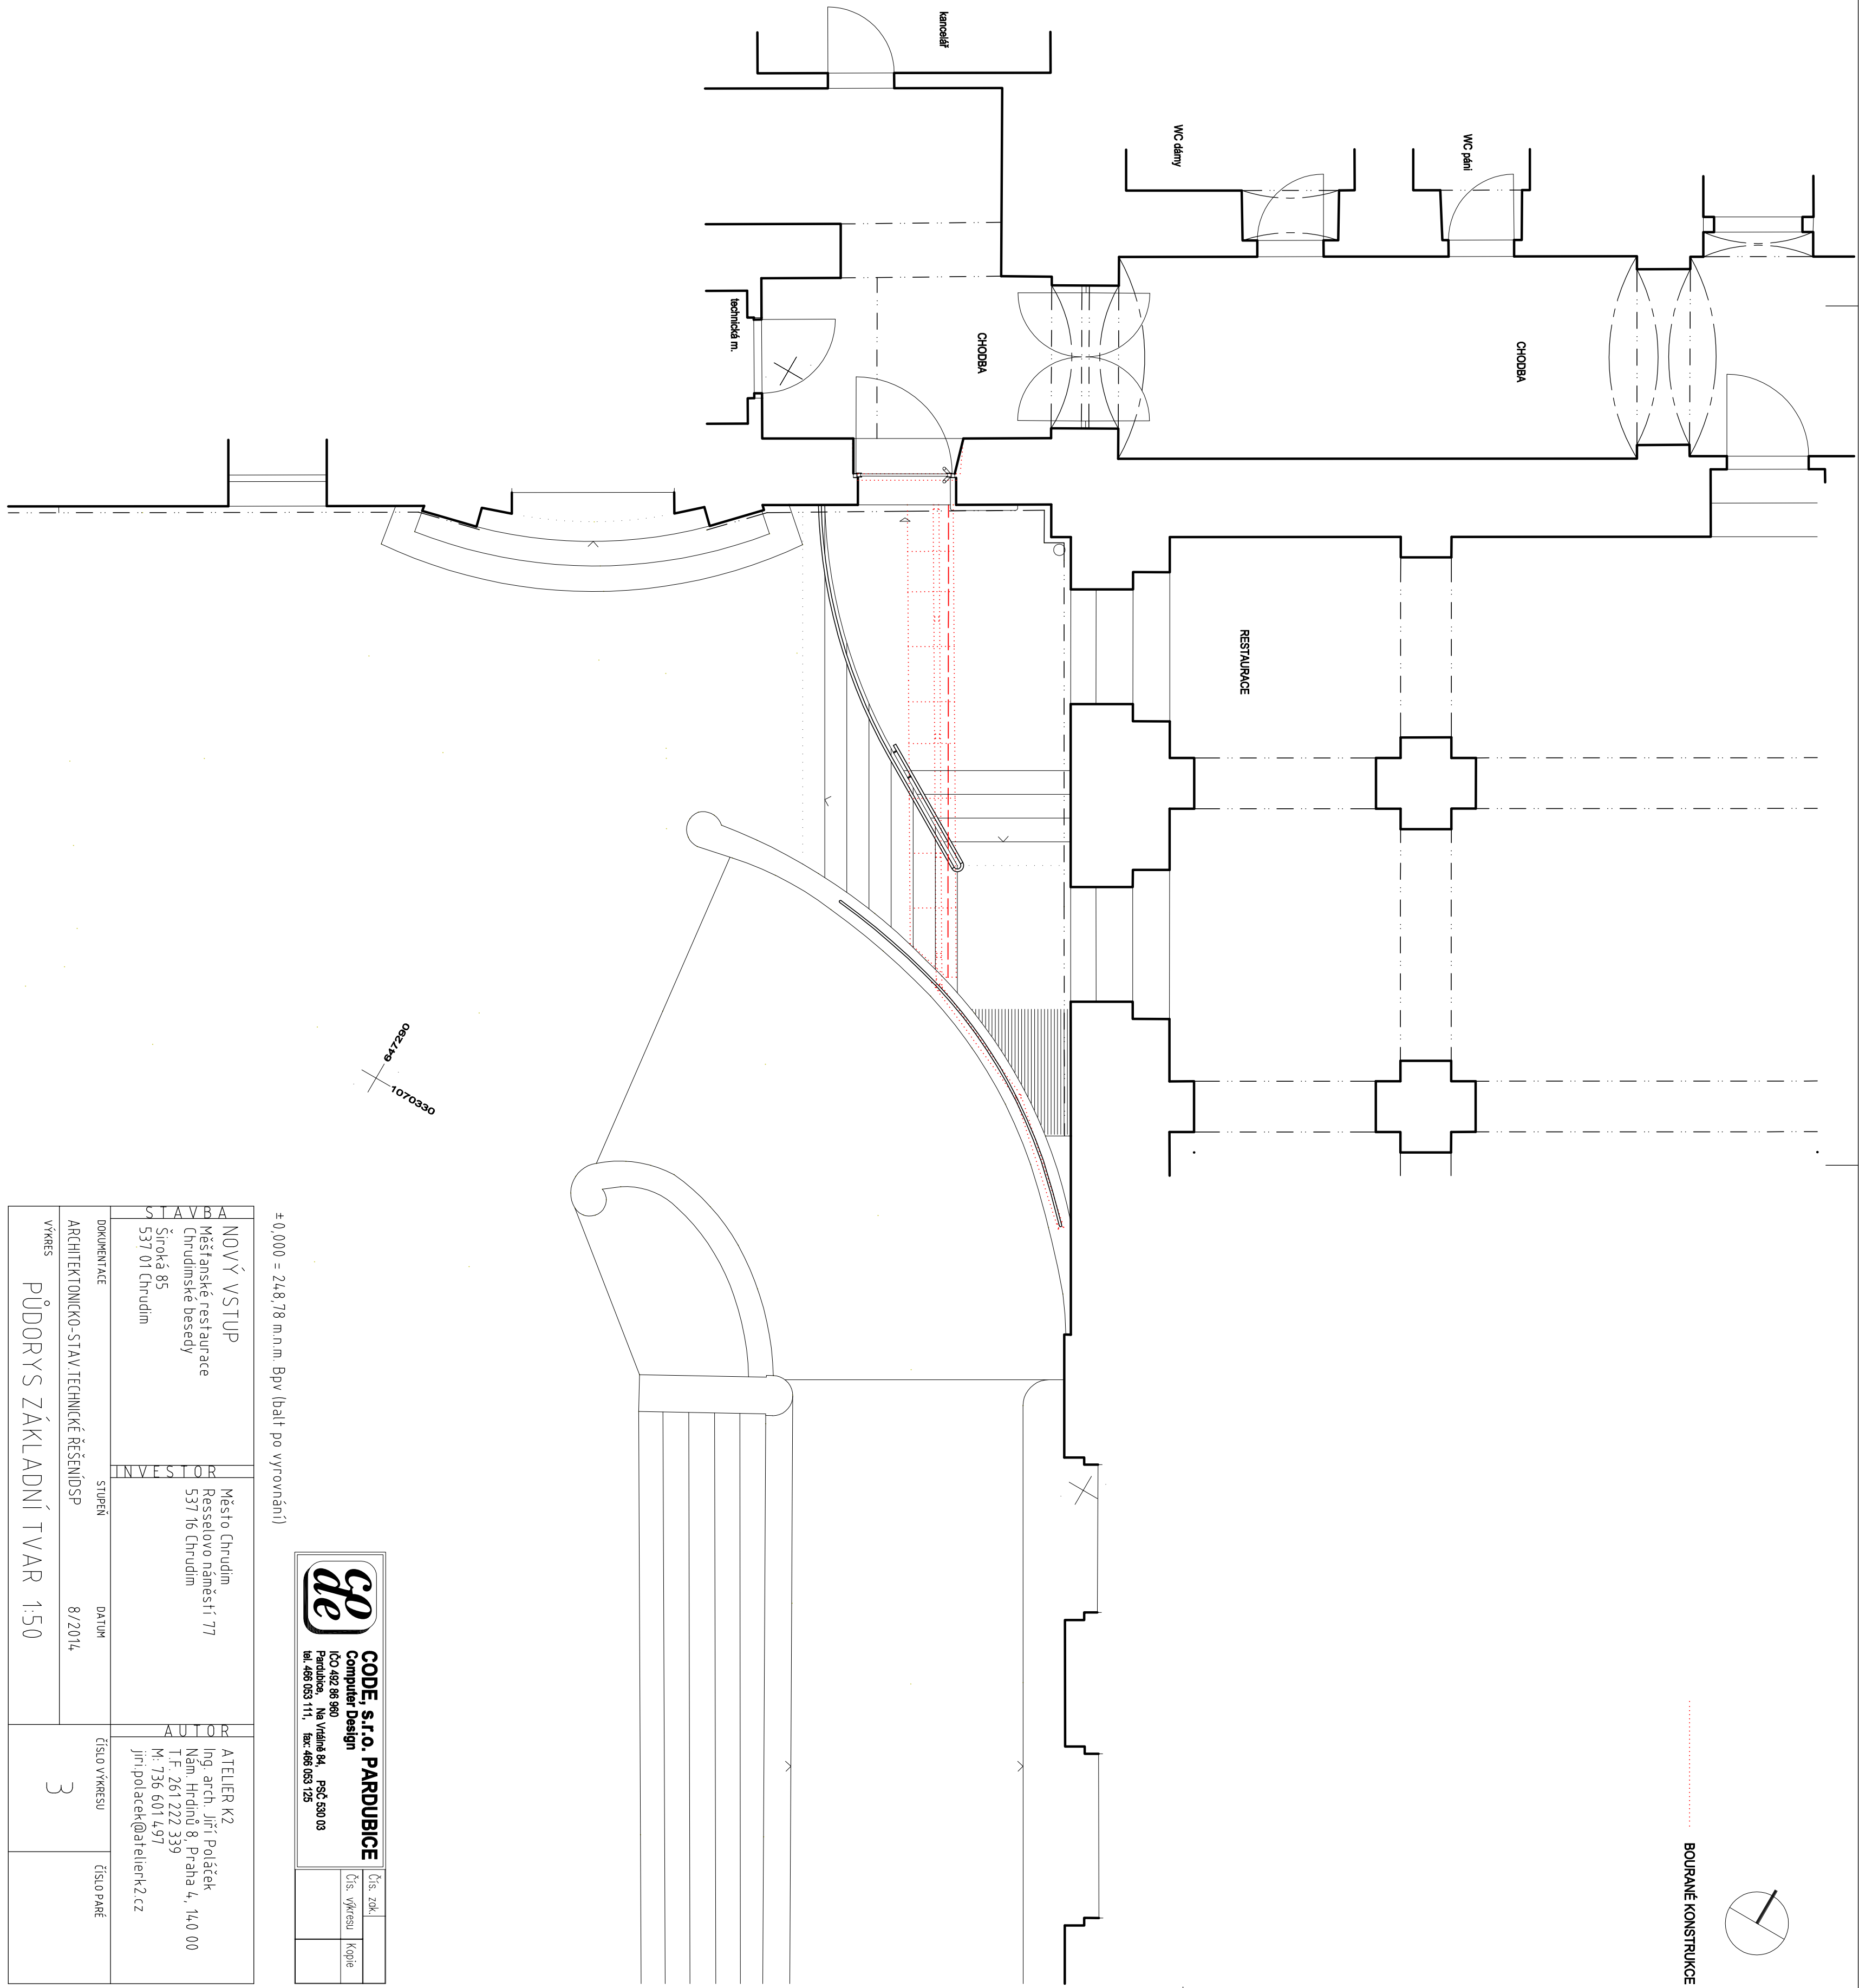 kancelář
WC dámy
WC páni
technická m.
CHODBA
CHODBA
RESTAURACE
647290
1070330
BOURANÉ KONSTRUKCE
±0,000 = 248,78 m.n.m. Bpv (balt po vyrovnání)
CODE, s.r.o. PARDUBICE
Computer Design
IČO 492 86 960
Pardubice, Na Vrtálně 84, PSČ 530 03
tel. 466 053 111, fax: 466 053 125
Čís. zak.
Čís. výkresu
Kopie
STAVBA
NOVÝ VSTUP
Měšťanské restaurace
Chrudimské besedy
Široká 85
537 01 Chrudim
INVESTOR
Město Chrudim
Resselovo náměstí 77
537 16 Chrudim
AUTOR
ATELIER K2
Ing. arch. Jiří Poláček
Nám. Hrdinů 8, Praha 4, 140 00
T.F. 261 222 339
M: 736 601 497
jiri.polacek@atelierk2.cz
DOKUMENTACE
STUPEŇ
DATUM
ČÍSLO VÝKRESU
ČÍSLO PARÉ
ARCHITEKTONICKO-STAV.TECHNICKÉ ŘEŠENÍ
DSP
8/2014
VÝKRES
PŮDORYS ZÁKLADNÍ TVAR 1:50
3